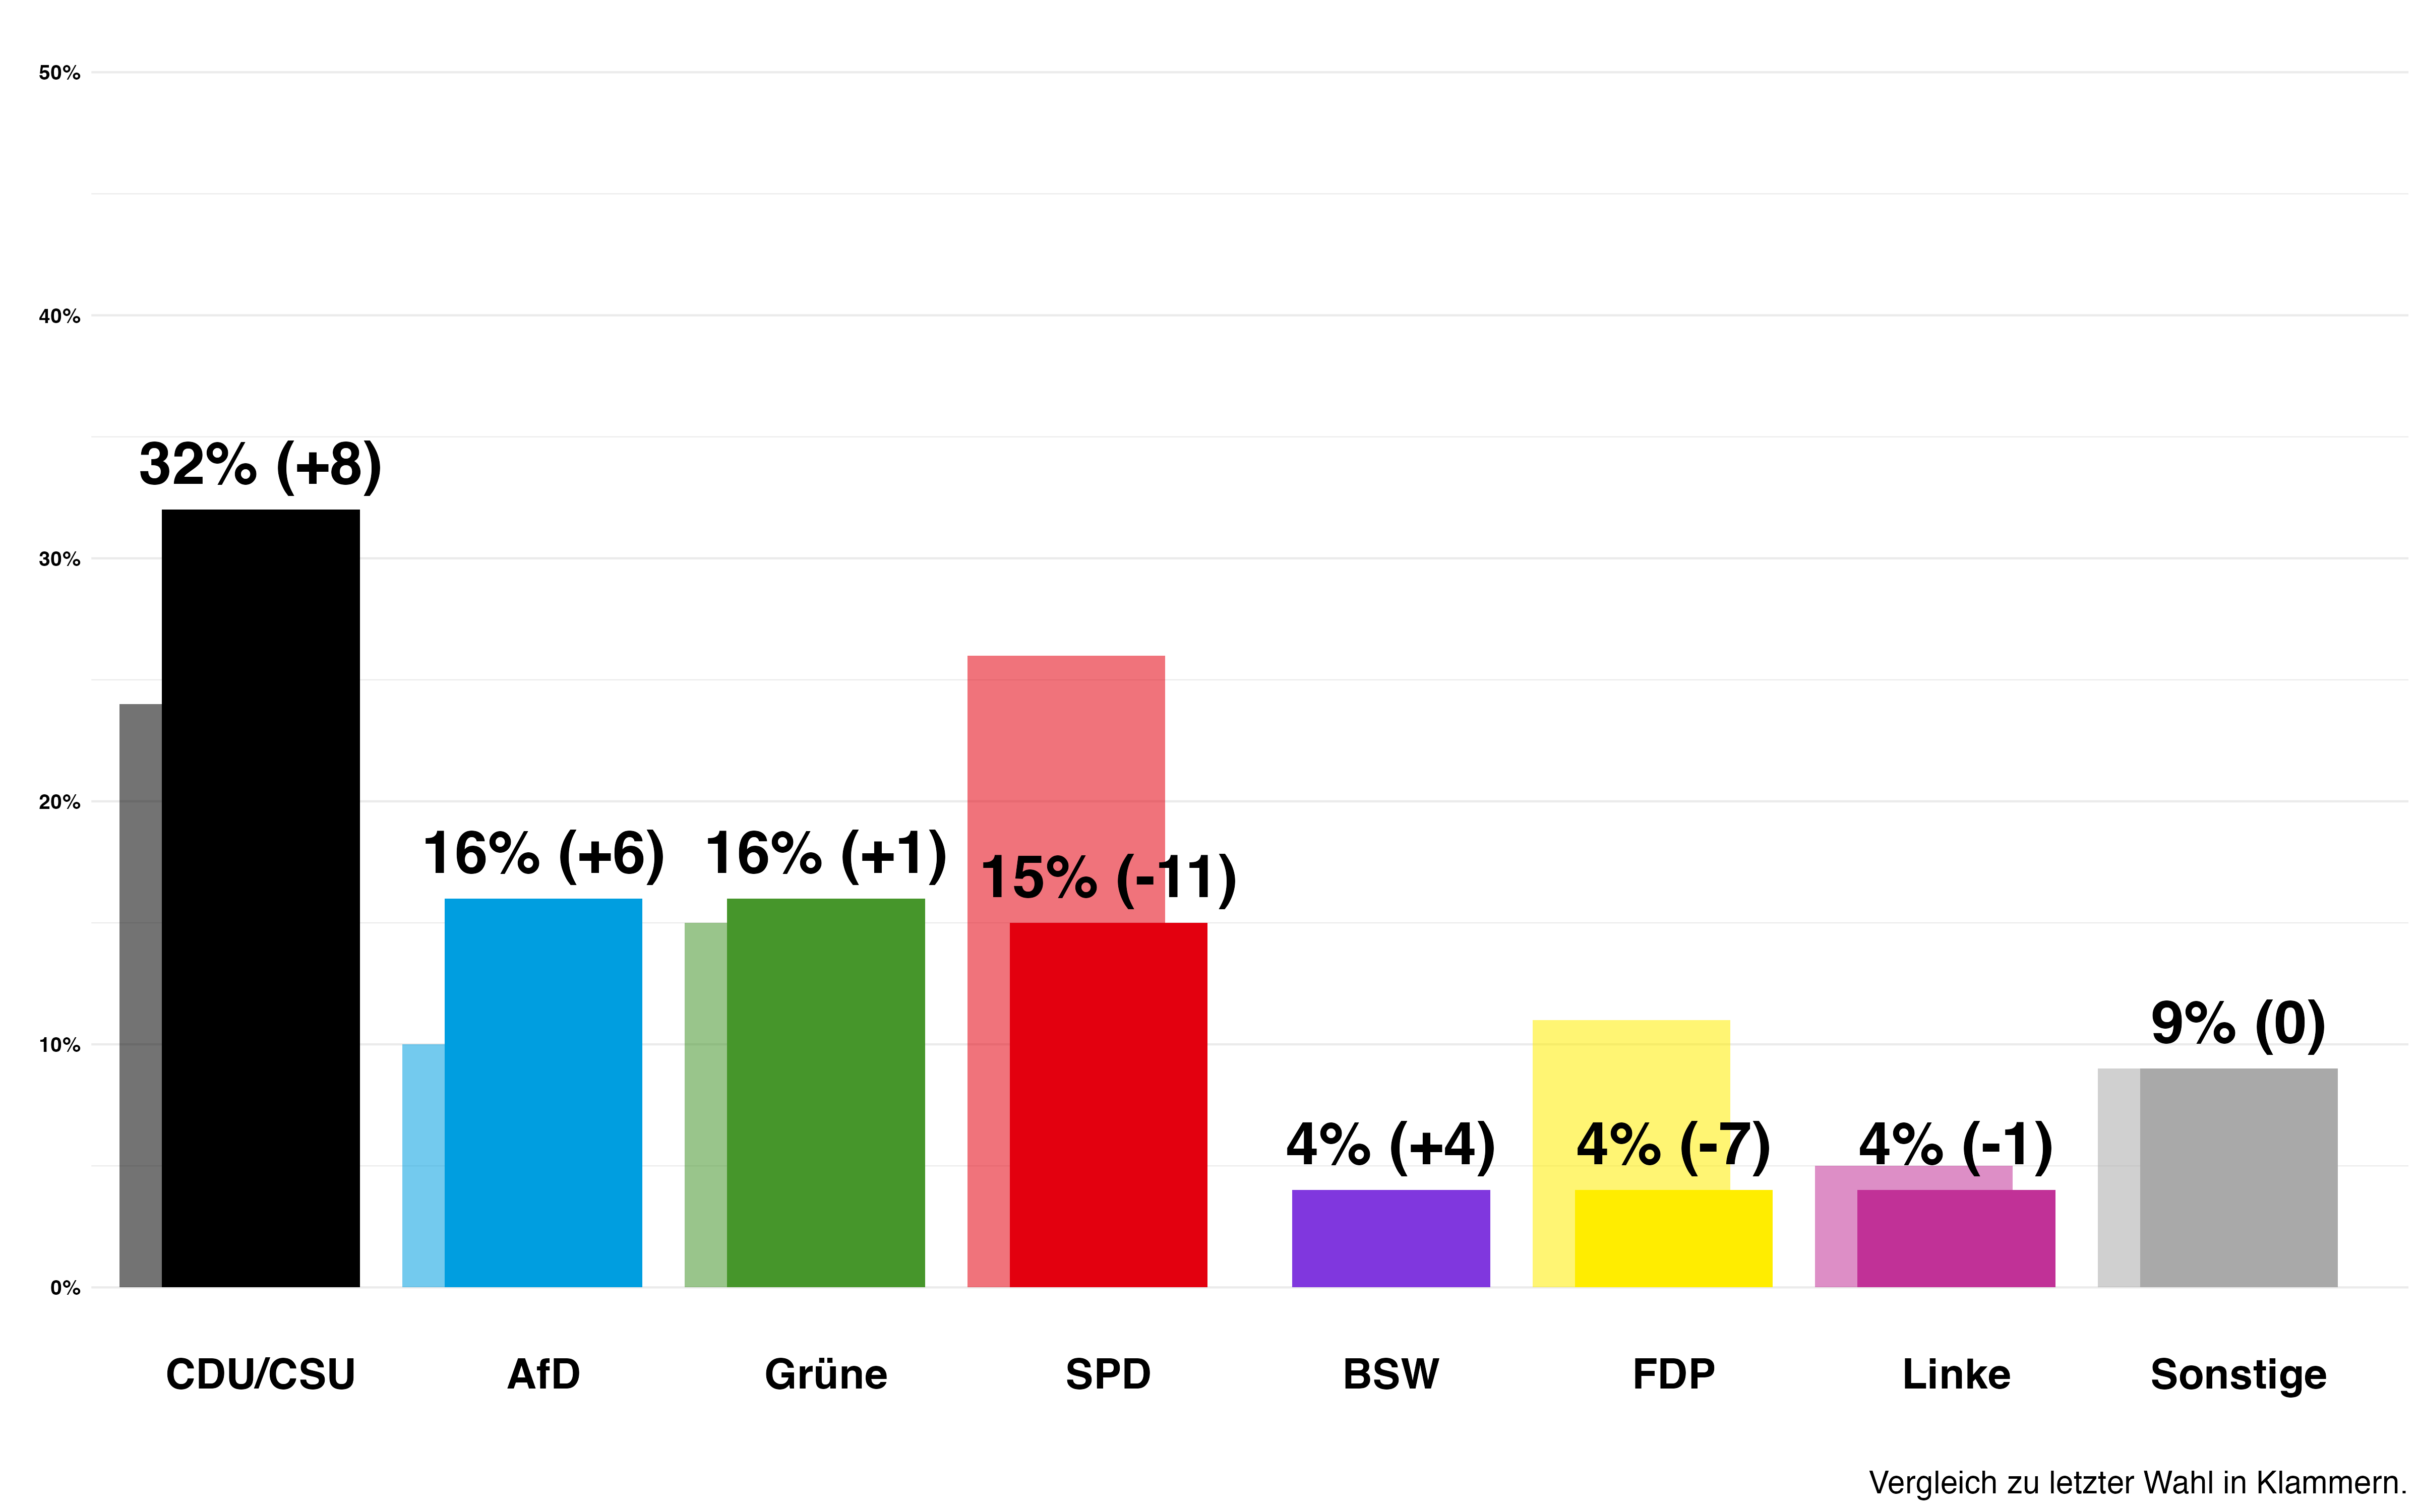 50%
40%
30%
20%
10%
0%
32% (+8)
16% (+6)
16% (+1)
15% (-11)
4% (+4)
4% (-7)
4% (-1)
9% (0)
CDU/CSU
AfD
Grüne
SPD
BSW
FDP
Linke
Sonstige
Vergleich zu letzter Wahl in Klammern.